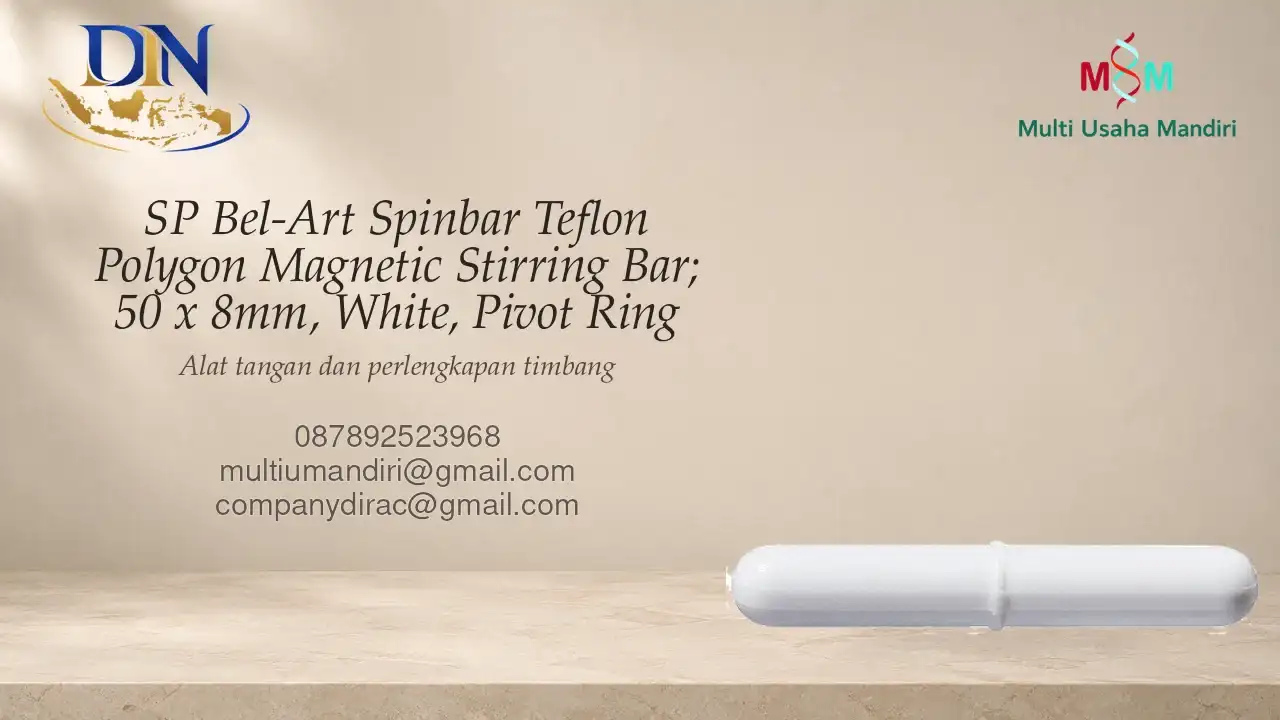 DN
MSM
Multi Usaha Mandiri
SP Bel-Art Spinbar Teflon
Polygon Magnetic Stirring Bar;
50 x 8mm, White, Pivot Ring
Alat tangan dan perlengkapan timbang
087892523968
multiumandiri@gmail.com
companydirac@gmail.com